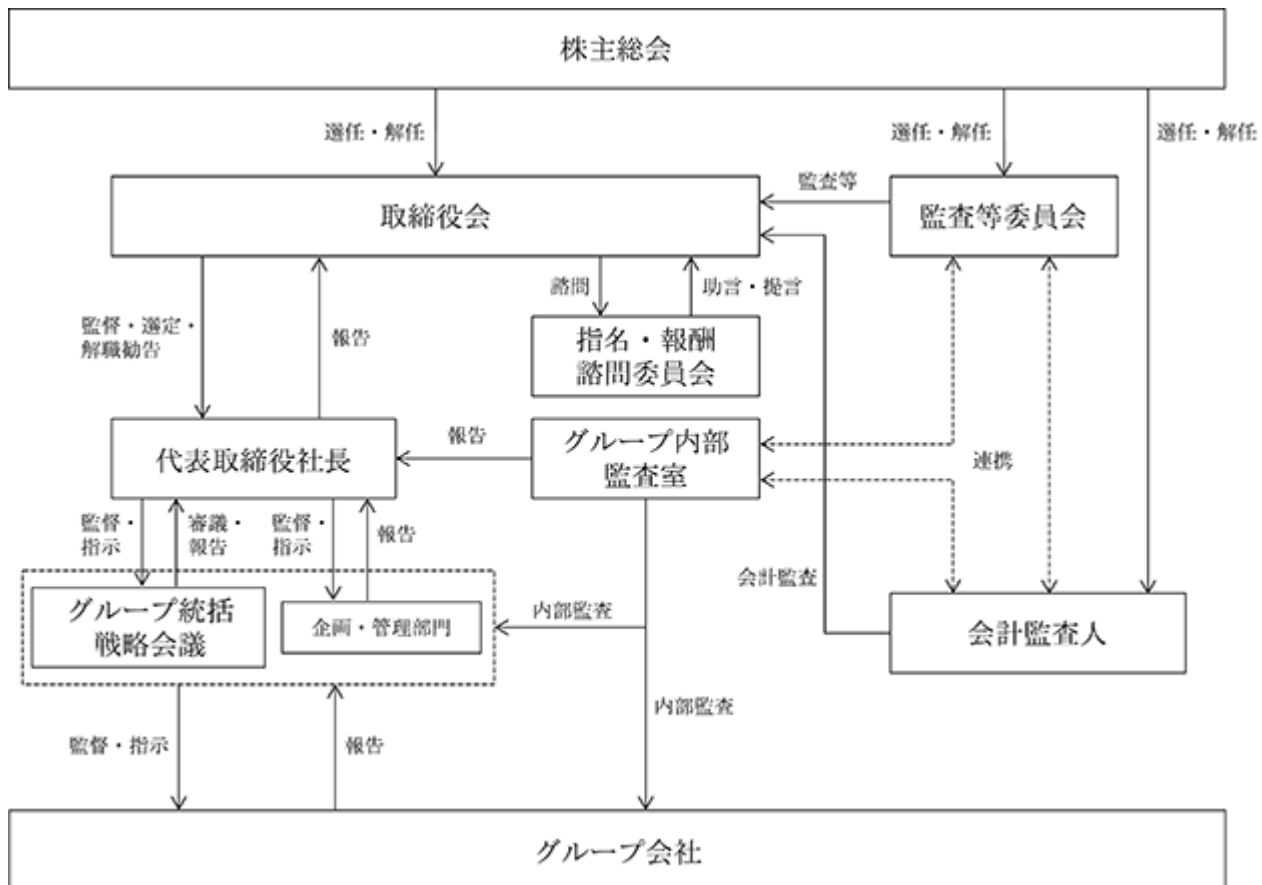 株主総会
選任・解任
選任・解任
選任・解任
監査等
取締役会
監査等委員会
諮問
助言・提言
監督・選定・
解職勧告
報告
指名・報酬
諮問委員会
代表取締役社長
報告
グループ内部
監査室
連携
監督・
指示
審議・
報告
監督・
指示
報告
会計監査
グループ統括
戦略会議
企画・管理部門
内部監査
会計監査人
内部監査
監督・指示
報告
グループ会社